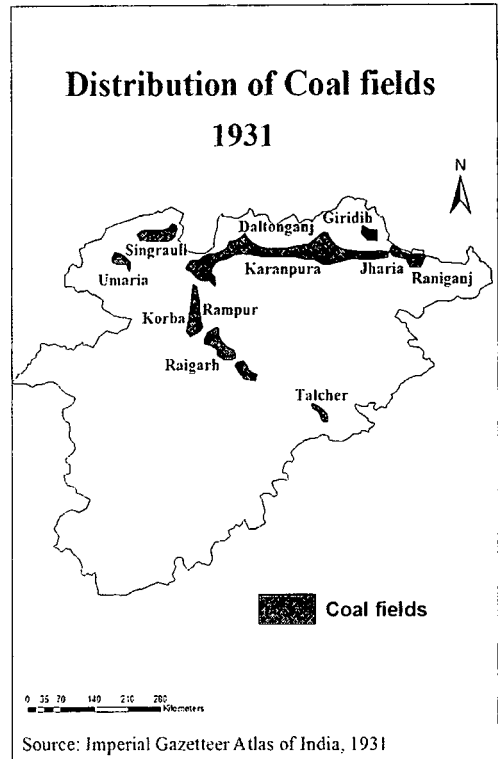 Distribution of Coal fields
1931
N
Daltonganj
Giridih
Singrauli
Umaria
Karanpura
Jharia
Raniganj
Korba
Rampur
Raigarh
Talcher
Coal fields
0 35 70 140 210 280
Kilometers
Source: Imperial Gazetteer Atlas of India, 1931